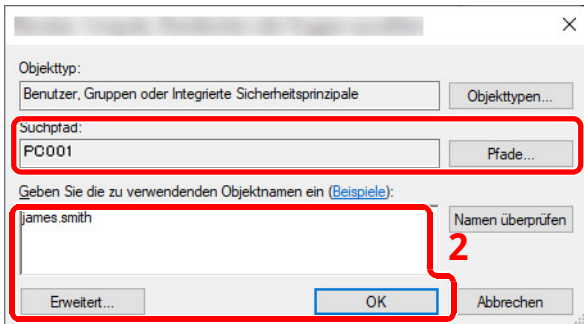 Objekttyp:
Benutzer, Gruppen oder Integrierte Sicherheitsprinzipale
Objekttypen...
Suchpfad:
PC001
Pfade...
Geben Sie die zu verwendenden Objektnamen ein (Beispiele):
james.smith
Namen überprüfen
2
Erweitert...
OK
Abbrechen